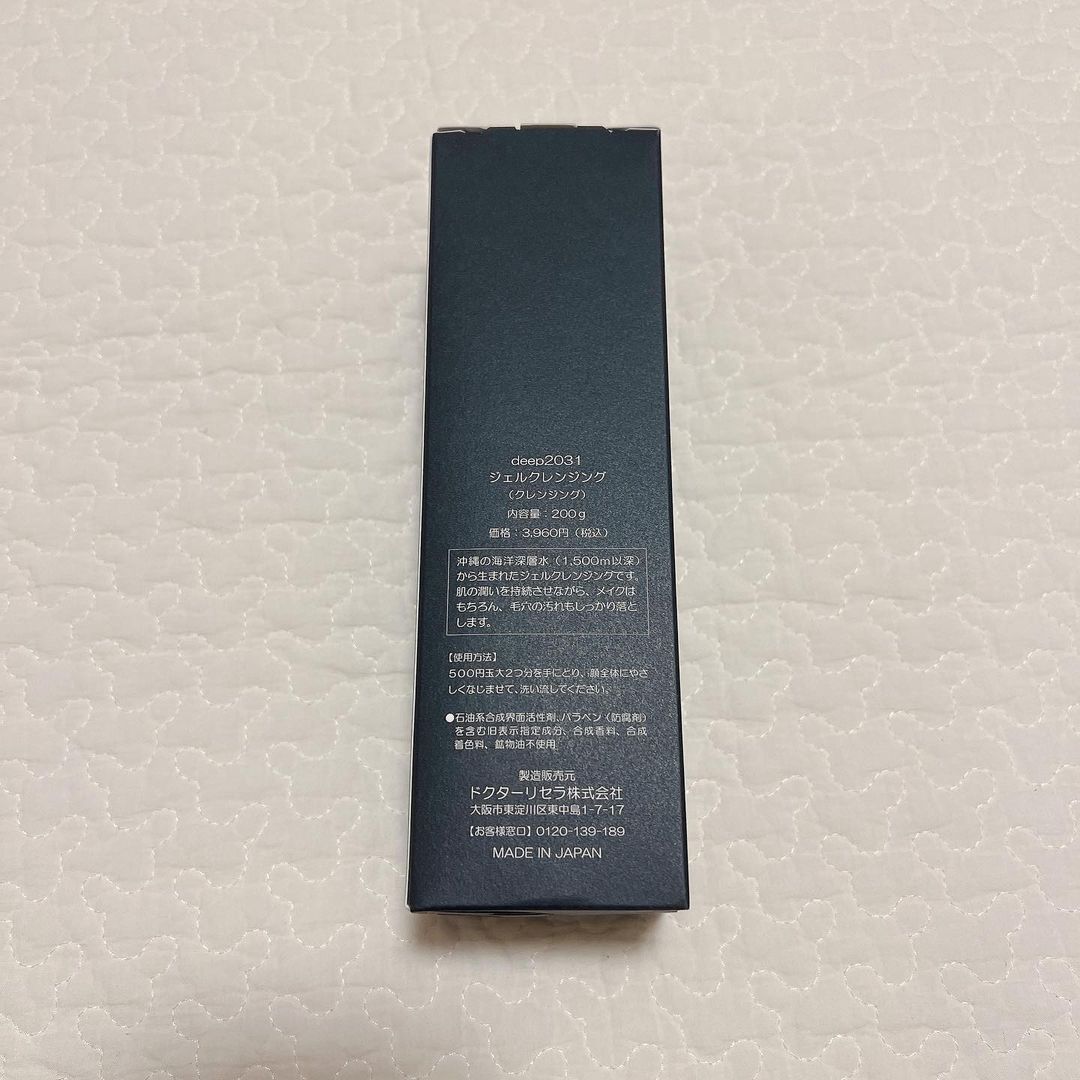 deep2031
ジェルクレンジング
（クレンジング）
内容量：200g
価格：3,960円（税込）
沖縄の海洋深層水（1,500m以深）
から生まれたジェルクレンジングです。
肌の潤いを持続させながら、メイクは
もちろん、毛穴の汚れもしっかり落と
します。
【使用方法】
500円玉大2つ分を手にとり、顔全体にやさ
しくなじませて、洗い流してください。
●石油系合成界面活性剤、パラベン（防腐剤）
を含む旧表示指定成分、合成香料、合成
着色料、鉱物油不使用
製造販売元
ドクターリセラ株式会社
大阪市東淀川区東中島1-7-17
【お客様窓口】0120-139-189
MADE IN JAPAN